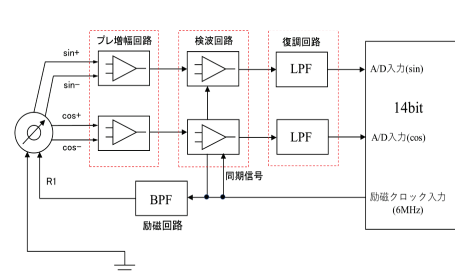 プレ増幅回路
検波回路
復調回路
sin+
sin−
LPF
A/D入力(sin)
14bit
cos+
cos−
LPF
A/D入力(cos)
同期信号
R1
BPF
励磁回路
励磁クロック入力
(6MHz)